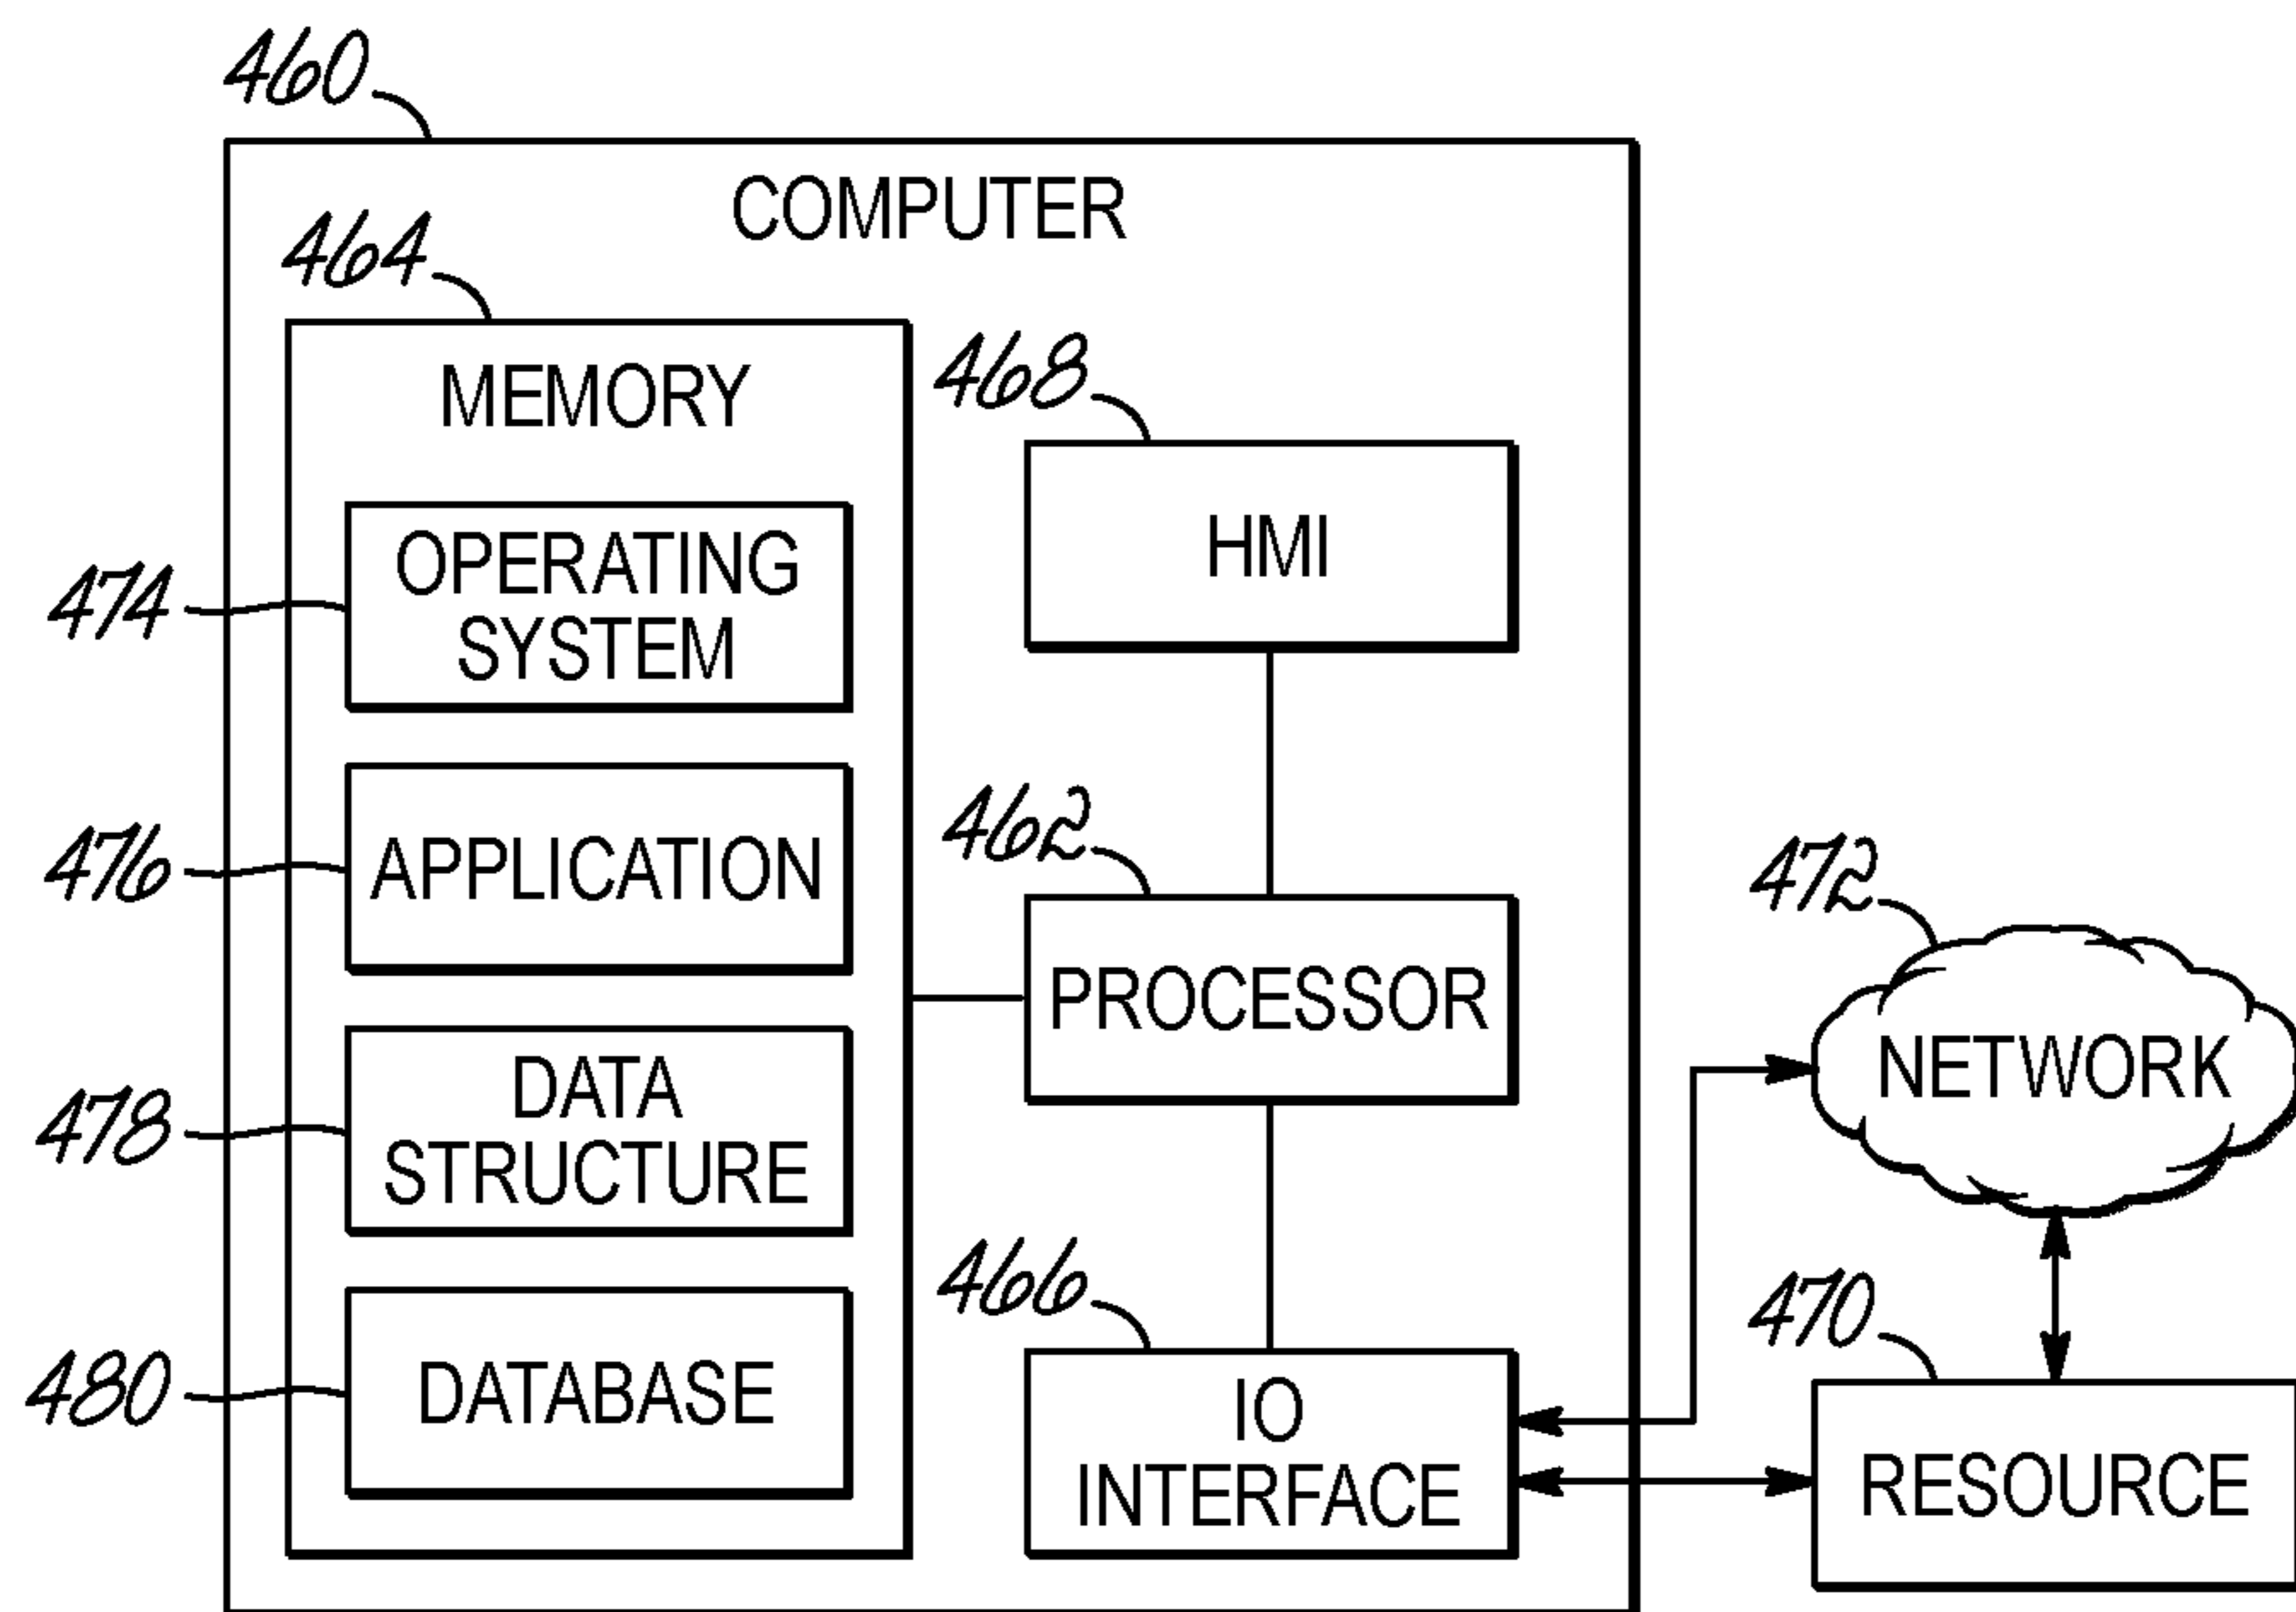 460
COMPUTER
464
MEMORY
468
HMI
474
OPERATING
SYSTEM
476
APPLICATION
462
PROCESSOR
472
NETWORK
478
DATA
STRUCTURE
466
IO
INTERFACE
470
RESOURCE
480
DATABASE